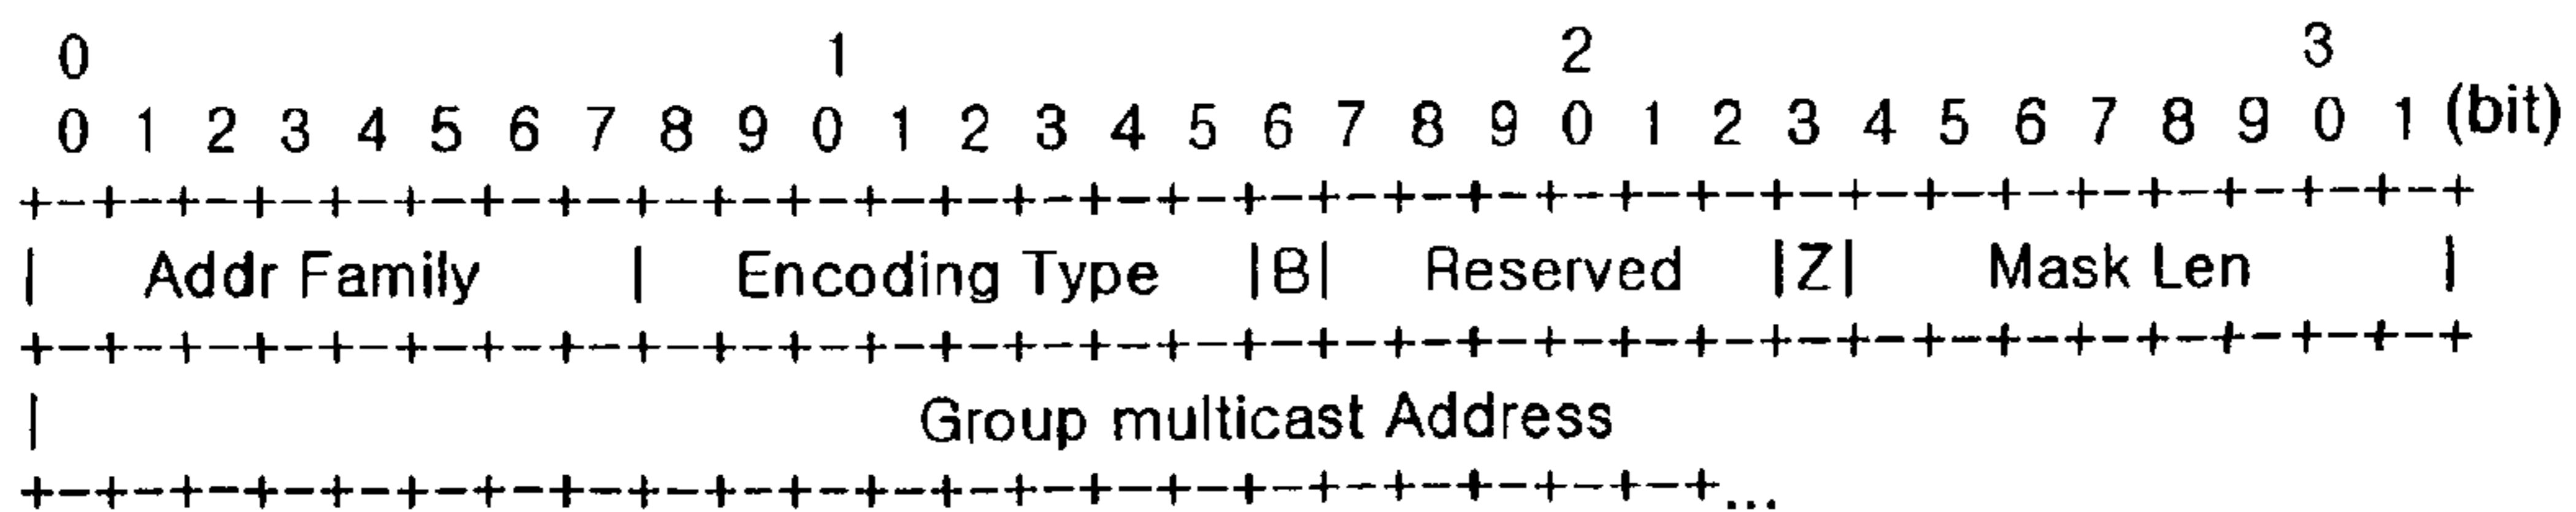 0 1 2 3
0 1 2 3 4 5 6 7 8 9 0 1 2 3 4 5 6 7 8 9 0 1 2 3 4 5 6 7 8 9 0 1 (bit)
+-+-+-+-+-+-+-+-+-+-+-+-+-+-+-+-+-+-+-+-+-+-+-+-+-+-+-+-+-+-+-+-+
| Addr Family | Encoding Type |B| Reserved |Z| Mask Len |
+-+-+-+-+-+-+-+-+-+-+-+-+-+-+-+-+-+-+-+-+-+-+-+-+-+-+-+-+-+-+-+-+
| Group multicast Address
+-+-+-+-+-+-+-+-+-+-+-+-+-+-+-+-+-+-+-+-+-+-+...